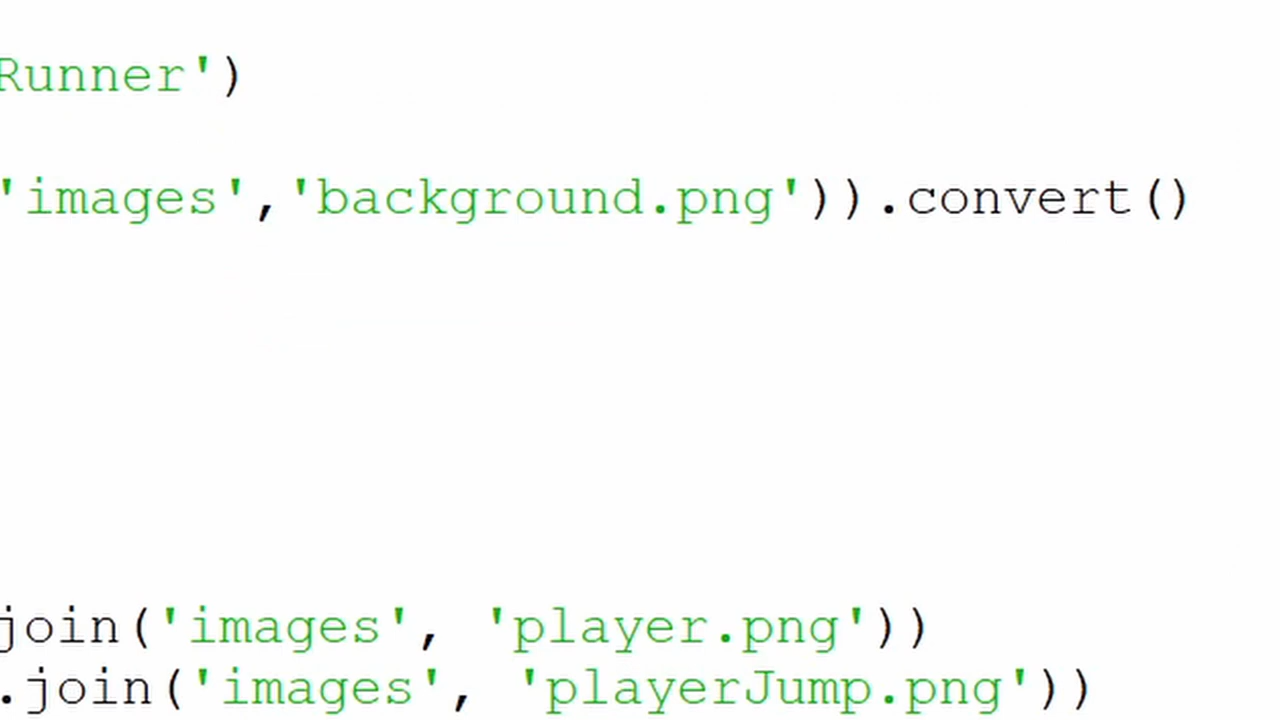 Runner')
'images','background.png')).convert()
join('images', 'player.png'))
.join('images', 'playerJump.png'))